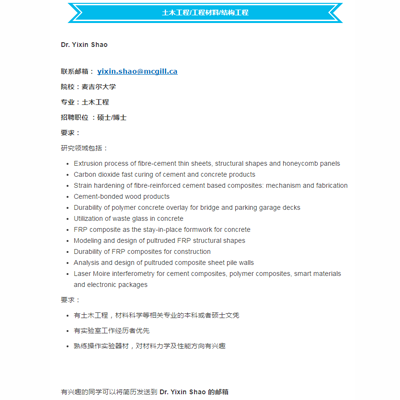 土木工程/工程材料/结构工程
Dr. Yixin Shao
联系邮箱： yixin.shao@mcgill.ca
院校：麦吉尔大学
专业：土木工程
招聘职位 ：硕士/博士
要求：
研究领域包括：
Extrusion process of fibre-cement thin sheets, structural shapes and honeycomb panels
Carbon dioxide fast curing of cement and concrete products
Strain hardening of fibre-reinforced cement based composites: mechanism and fabrication
Cement-bonded wood products
Durability of polymer concrete overlay for bridge and parking garage decks
Utilization of waste glass in concrete
FRP composite as the stay-in-place formwork for concrete
Modeling and design of pultruded FRP structural shapes
Durability of FRP composites for construction
Analysis and design of pultruded composite sheet pile walls
Laser Moire interferometry for cement composites, polymer composites, smart materials
and electronic packages
要求：
有土木工程，材料科学等相关专业的本科或者硕士文凭
有实验室工作经历者优先
熟练操作实验器材，对材料力学及性能方向有兴趣
有兴趣的同学可以将简历发送到 Dr. Yixin Shao 的邮箱